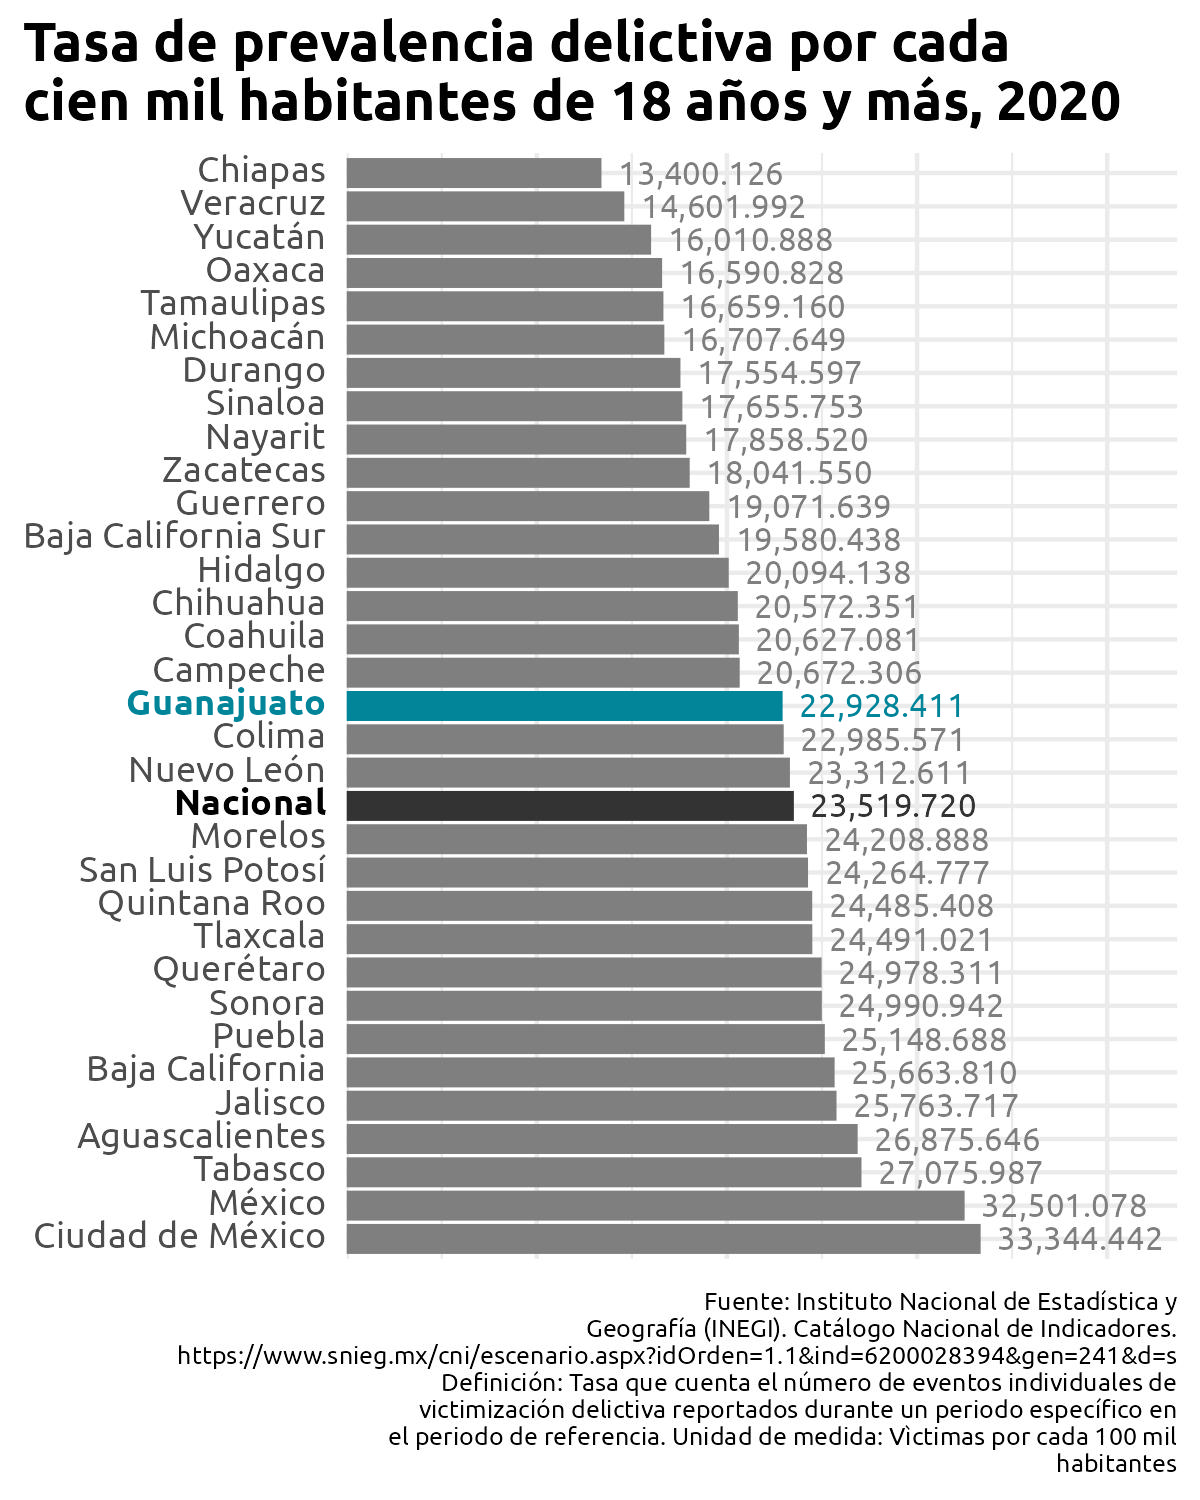 Tasa de prevalencia delictiva por cada
cien mil habitantes de 18 años y más, 2020
Chiapas 13,400.126
Veracruz 14,601.992
Yucatán 16,010.888
Oaxaca 16,590.828
Tamaulipas 16,659.160
Michoacán 16,707.649
Durango 17,554.597
Sinaloa 17,655.753
Nayarit 17,858.520
Zacatecas 18,041.550
Guerrero 19,071.639
Baja California Sur 19,580.438
Hidalgo 20,094.138
Chihuahua 20,572.351
Coahuila 20,627.081
Campeche 20,672.306
Guanajuato 22,928.411
Colima 22,985.571
Nuevo León 23,312.611
Nacional 23,519.720
Morelos 24,208.888
San Luis Potosí 24,264.777
Quintana Roo 24,485.408
Tlaxcala 24,491.021
Querétaro 24,978.311
Sonora 24,990.942
Puebla 25,148.688
Baja California 25,663.810
Jalisco 25,763.717
Aguascalientes 26,875.646
Tabasco 27,075.987
México 32,501.078
Ciudad de México 33,344.442
Fuente: Instituto Nacional de Estadística y
Geografía (INEGI). Catálogo Nacional de Indicadores.
https://www.snieg.mx/cni/escenario.aspx?idOrden=1.1&ind=6200028394&gen=241&d=s
Definición: Tasa que cuenta el número de eventos individuales de
victimización delictiva reportados durante un periodo específico en
el periodo de referencia. Unidad de medida: Vìctimas por cada 100 mil
habitantes